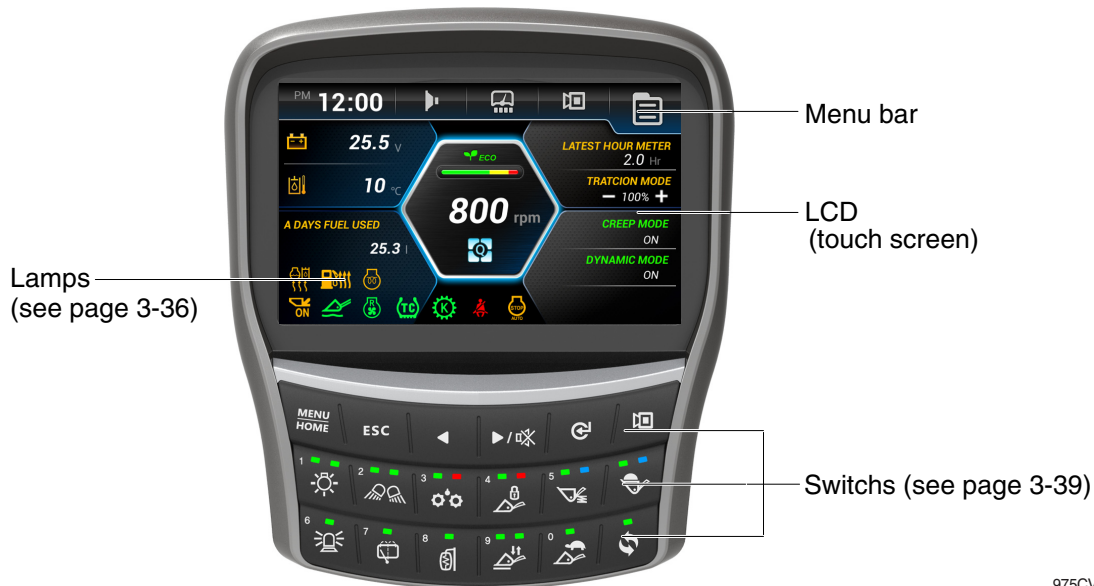 PM 12:00
Menu bar
25.5 V
ECO
LATEST HOUR METER
2.0 Hr
10 ℃
TRATCION MODE
100%
800 rpm
LCD
(touch screen)
A DAYS FUEL USED
25.3 l
CREEP MODE
ON
Q
DYNAMIC MODE
ON
Lamps
(see page 3-36)
ON
R
TC
K
STOP
AUTO
MENU
HOME
ESC
1
2
3
4
5
Switchs (see page 3-39)
6
7
8
9
0